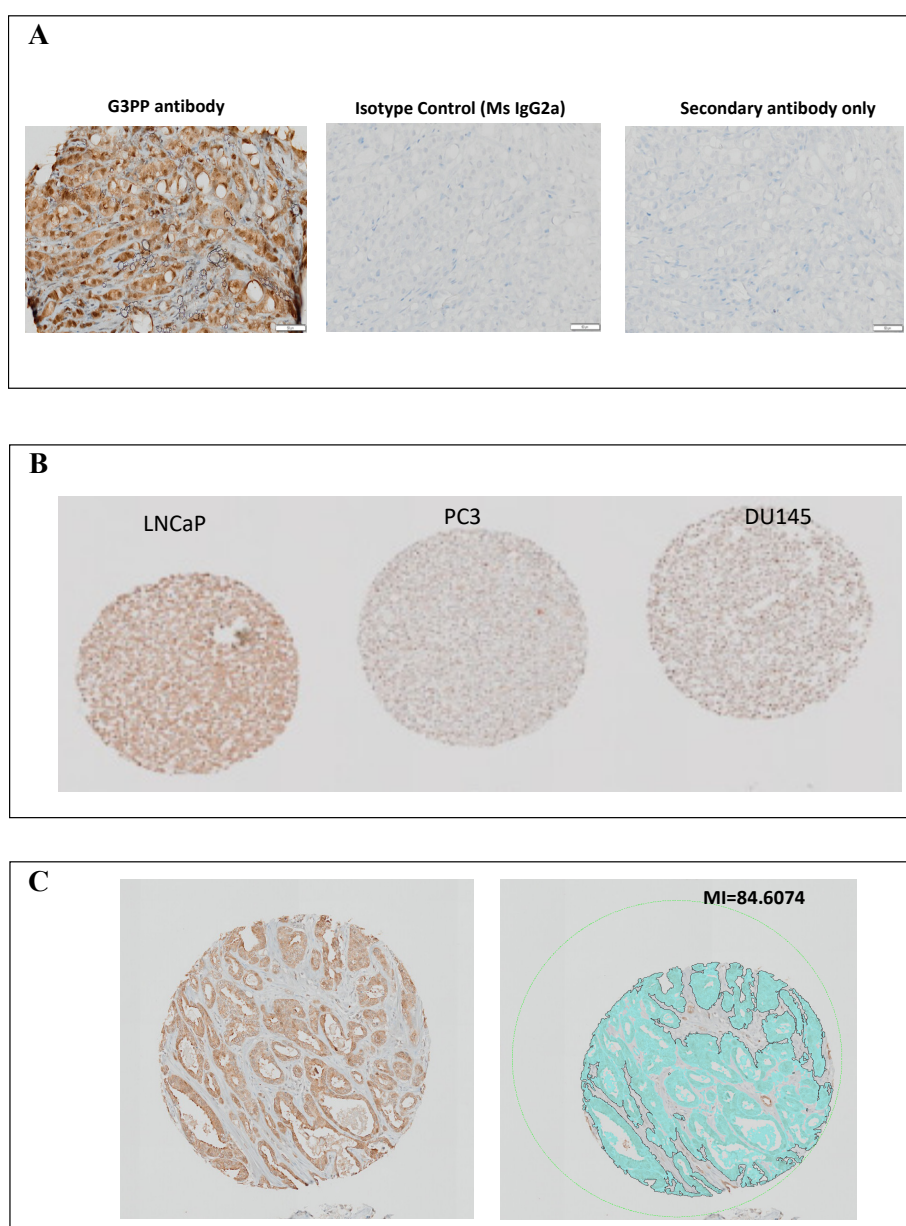 A
G3PP antibody
Isotype Control (Ms IgG2a)
Secondary antibody only
B
LNCaP
PC3
DU145
C
MI=84.6074